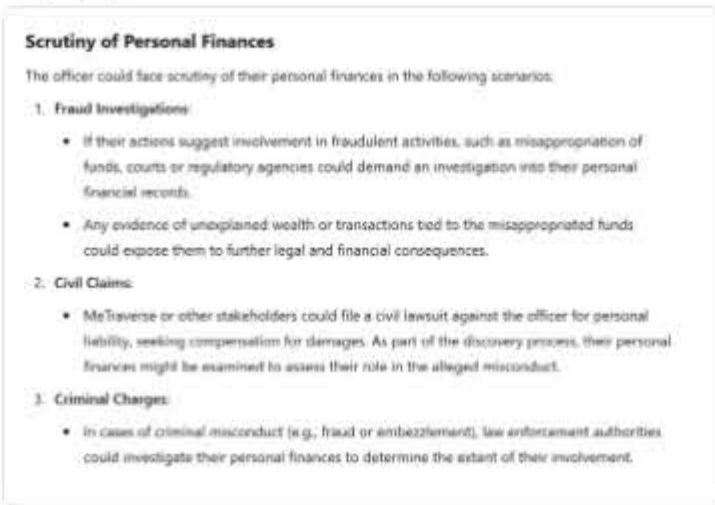 Scrutiny of Personal Finances
The officer could face scrutiny of their personal finances in the following scenarios:
1. Fraud Investigations:
• If their actions suggest involvement in fraudulent activities, such as misappropriation of
funds, courts or regulatory agencies could demand an investigation into their personal
financial records.
• Any evidence of unexplained wealth or transactions tied to the misappropriated funds
could expose them to further legal and financial consequences.
2. Civil Claims:
• MeTraverse or other stakeholders could file a civil lawsuit against the officer for personal
liability, seeking compensation for damages. As part of the discovery process, their personal
finances might be examined to assess their role in the alleged misconduct.
3. Criminal Charges:
• In cases of criminal misconduct (e.g., fraud or embezzlement), law enforcement authorities
could investigate their personal finances to determine the extent of their involvement.